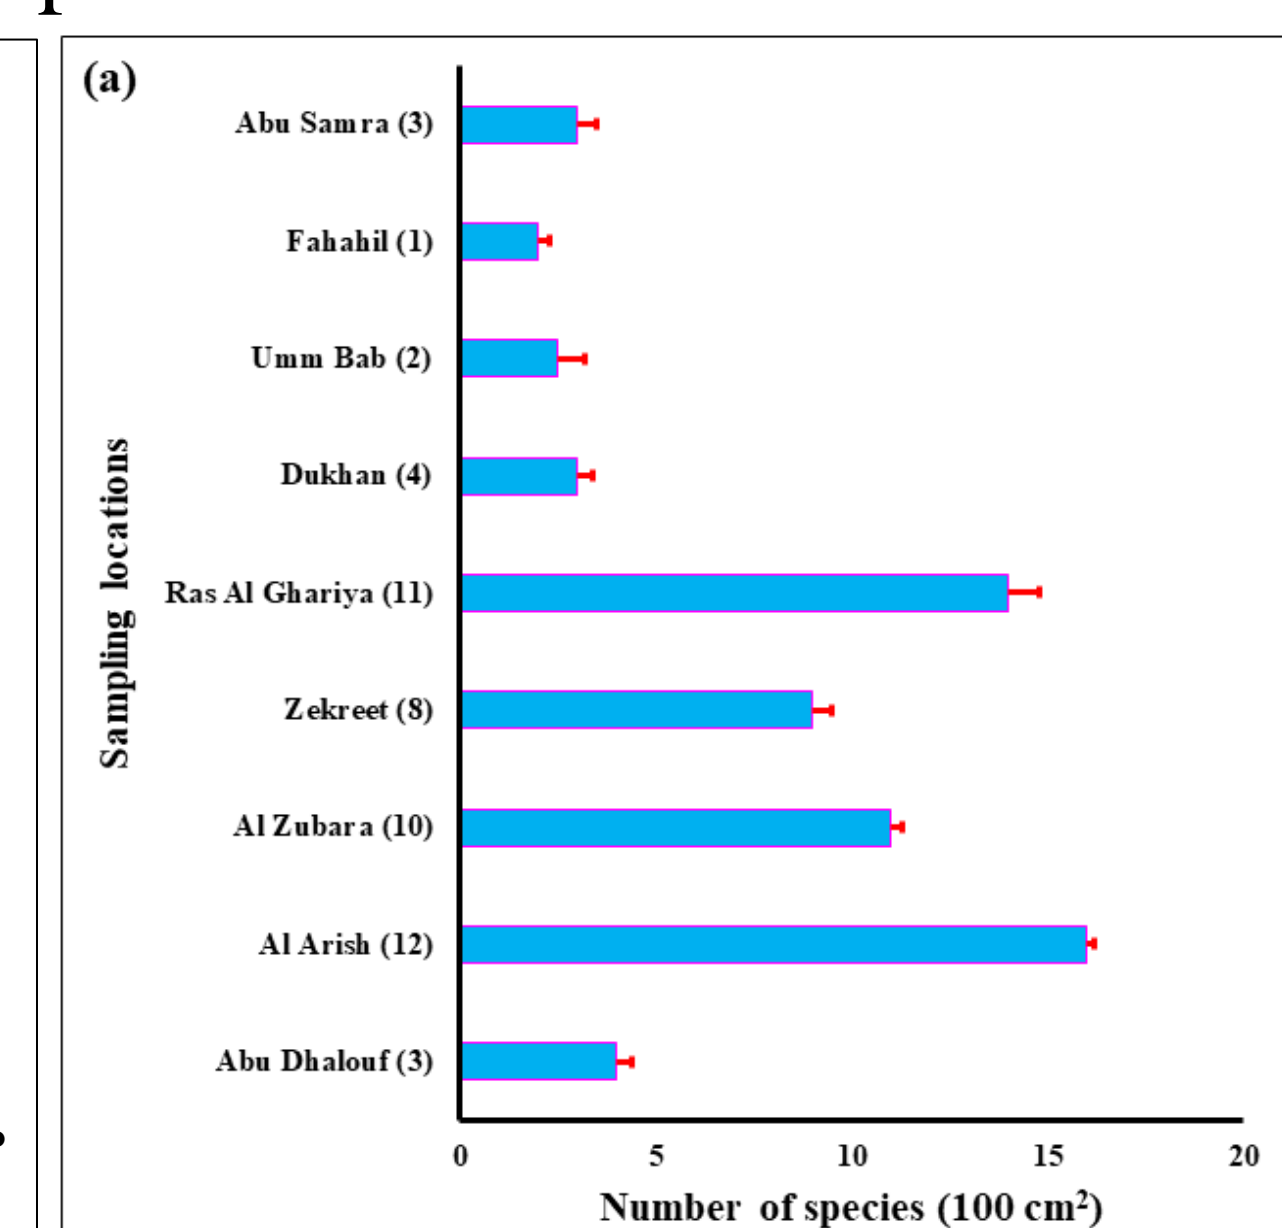 (a)
Abu Samra (3)
Fahahil (1)
Umm Bab (2)
Dukhan (4)
Ras Al Ghariya (11)
Zekreet (8)
Al Zubara (10)
Al Arish (12)
Abu Dhalouf (3)
Sampling locations
0 5 10 15 20
Number of species (100 cm²)